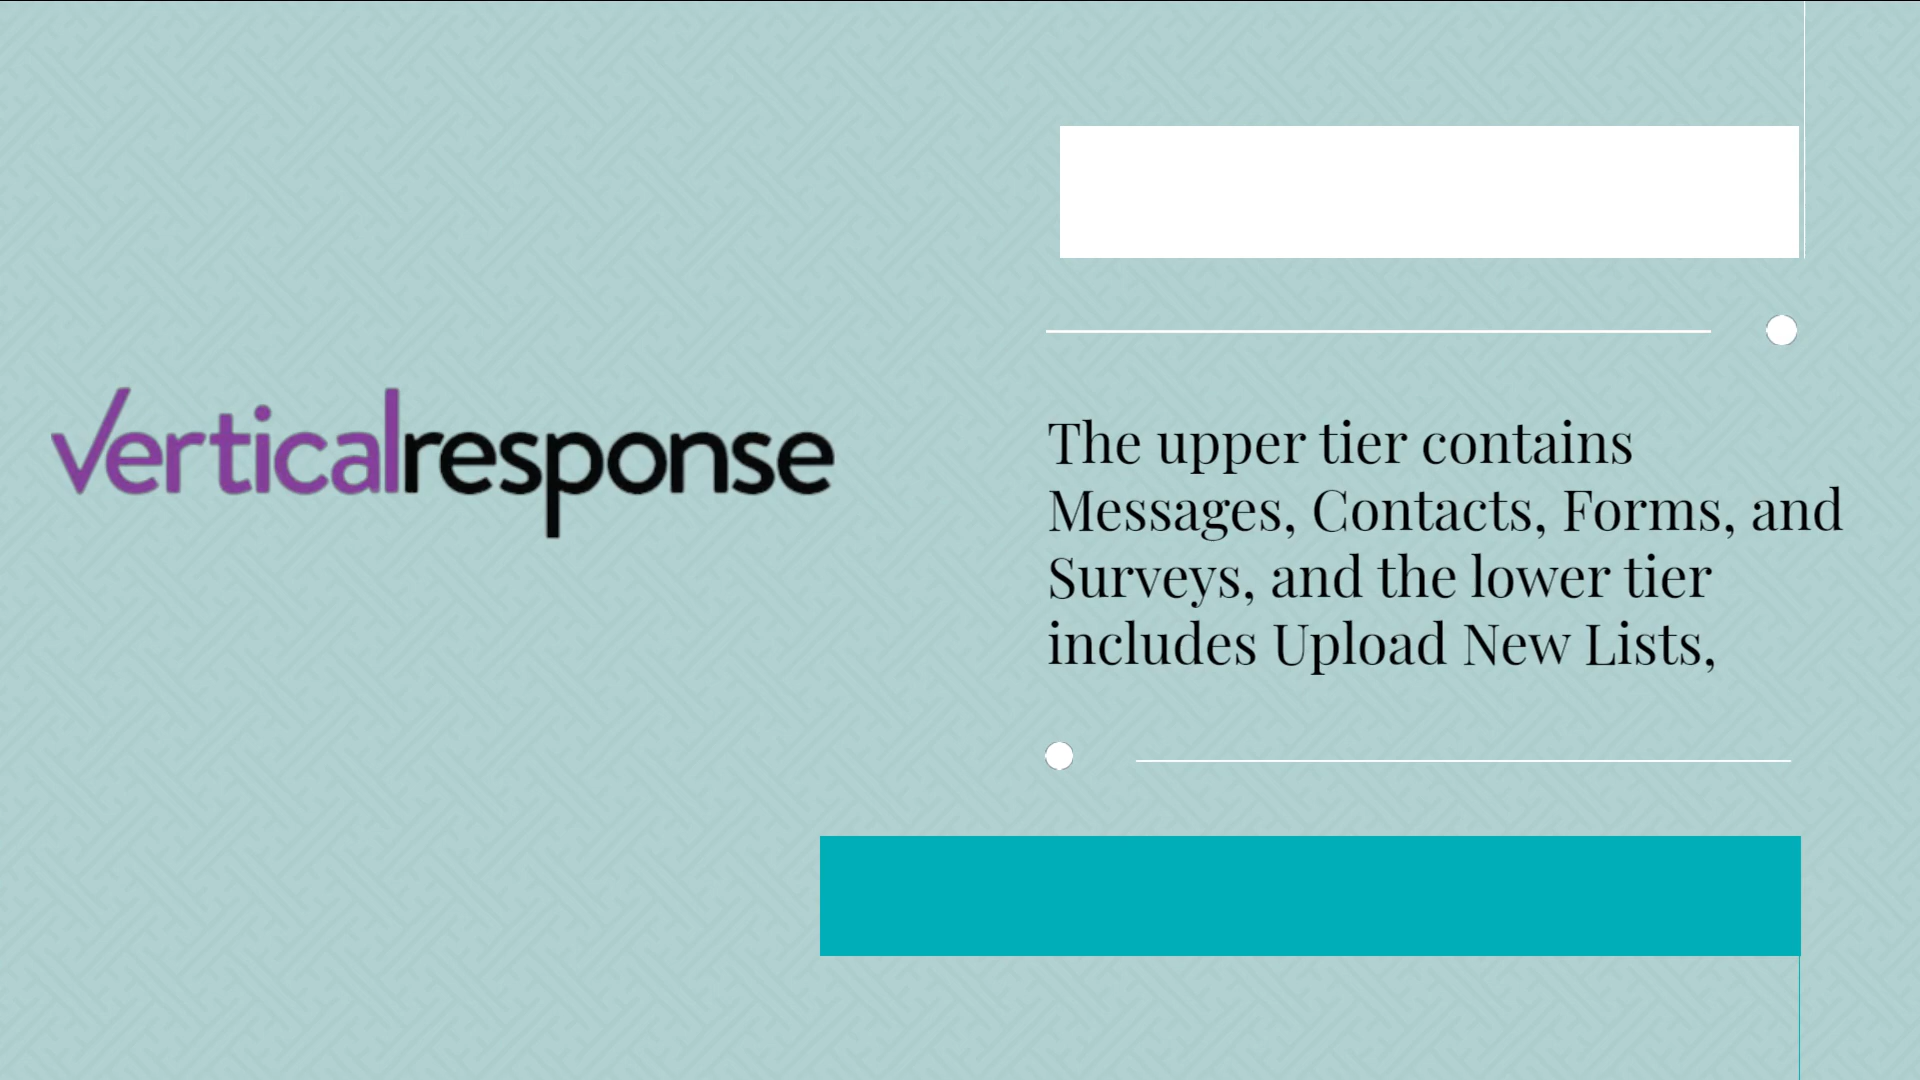 verticalresponse
The upper tier contains
Messages, Contacts, Forms, and
Surveys, and the lower tier
includes Upload New Lists,